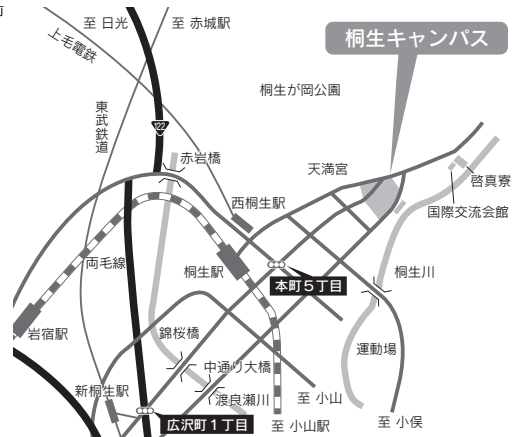 前
至 日光
至 赤城駅
上毛電鉄
桐生キャンパス
桐生が岡公園
東武鉄道
122
赤岩橋
天満宮
啓真寮
西桐生駅
国際交流会館
両毛線
桐生駅
桐生川
本町5丁目
岩宿駅
錦桜橋
運動場
中通り大橋
新桐生駅
渡良瀬川
至 小山
広沢町1丁目
至 小山駅
至 小俣